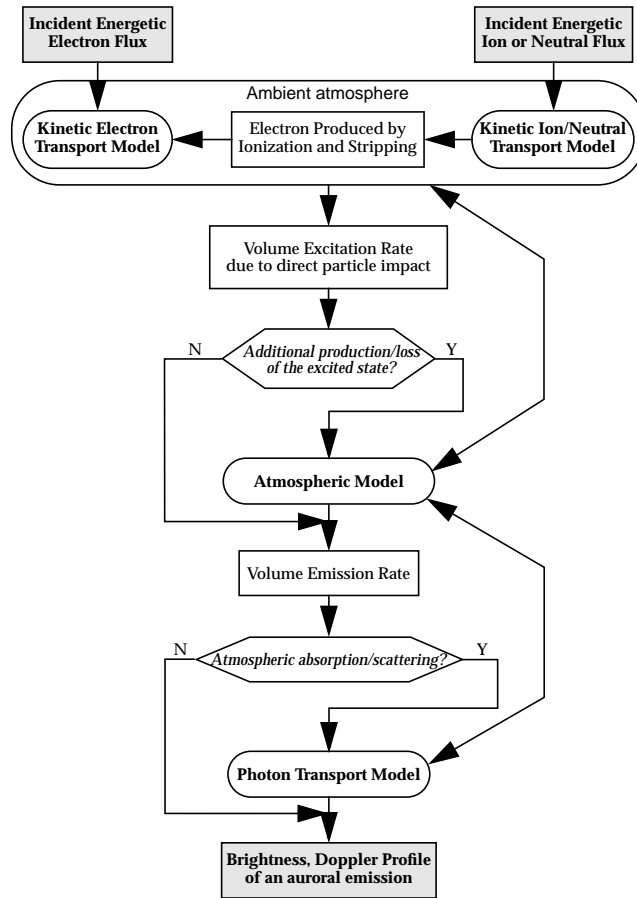 Incident Energetic
Electron Flux
Incident Energetic
Ion or Neutral Flux
Ambient atmosphere
Kinetic Electron
Transport Model
Electron Produced by
Ionization and Stripping
Kinetic Ion/Neutral
Transport Model
Volume Excitation Rate
due to direct particle impact
N
Additional production/loss
of the excited state?
Y
Atmospheric Model
Volume Emission Rate
N
Atmospheric absorption/scattering?
Y
Photon Transport Model
Brightness, Doppler Profile
of an auroral emission